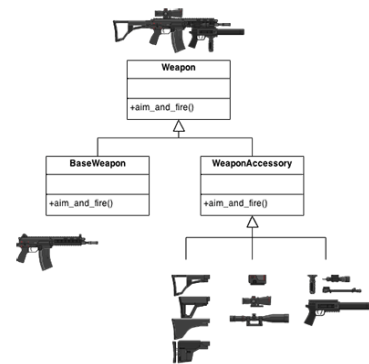 Weapon
+aim_and_fire()
BaseWeapon
WeaponAccessory
+aim_and_fire()
+aim_and_fire()